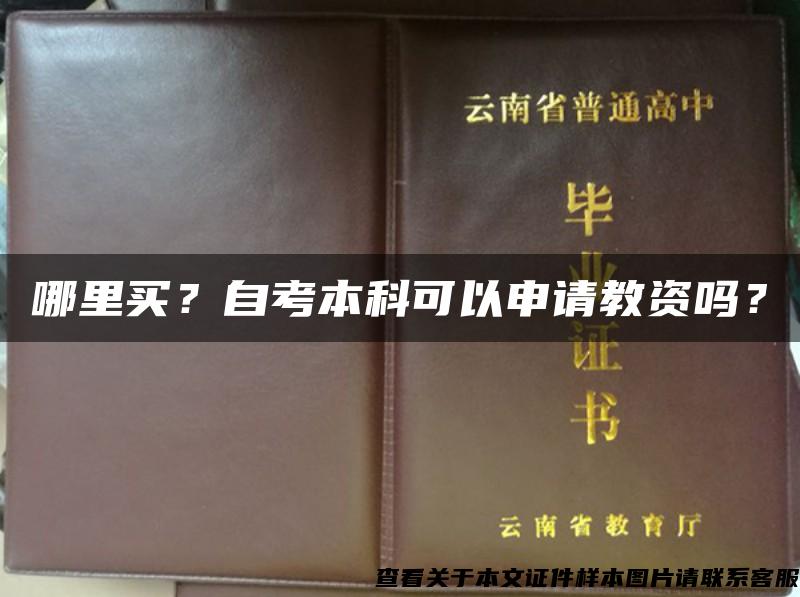 云南省普通高中
毕业证书
哪里买？自考本科可以申请教资吗？
云南省教育厅
查看关于本文证件样本图片请联系客服